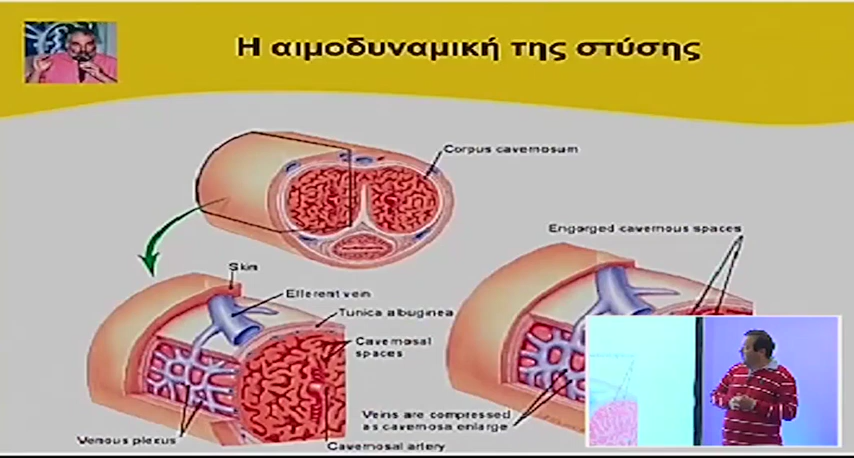 Η αιμοδυναμική της στύσης
Corpus cavernosum
Engorged cavernous spaces
Skin
Efferent vein
Tunica albuginea
Cavernosal
spaces
Veins are compressed
as cavernosa enlarge
Venous plexus
Cavernosal artery